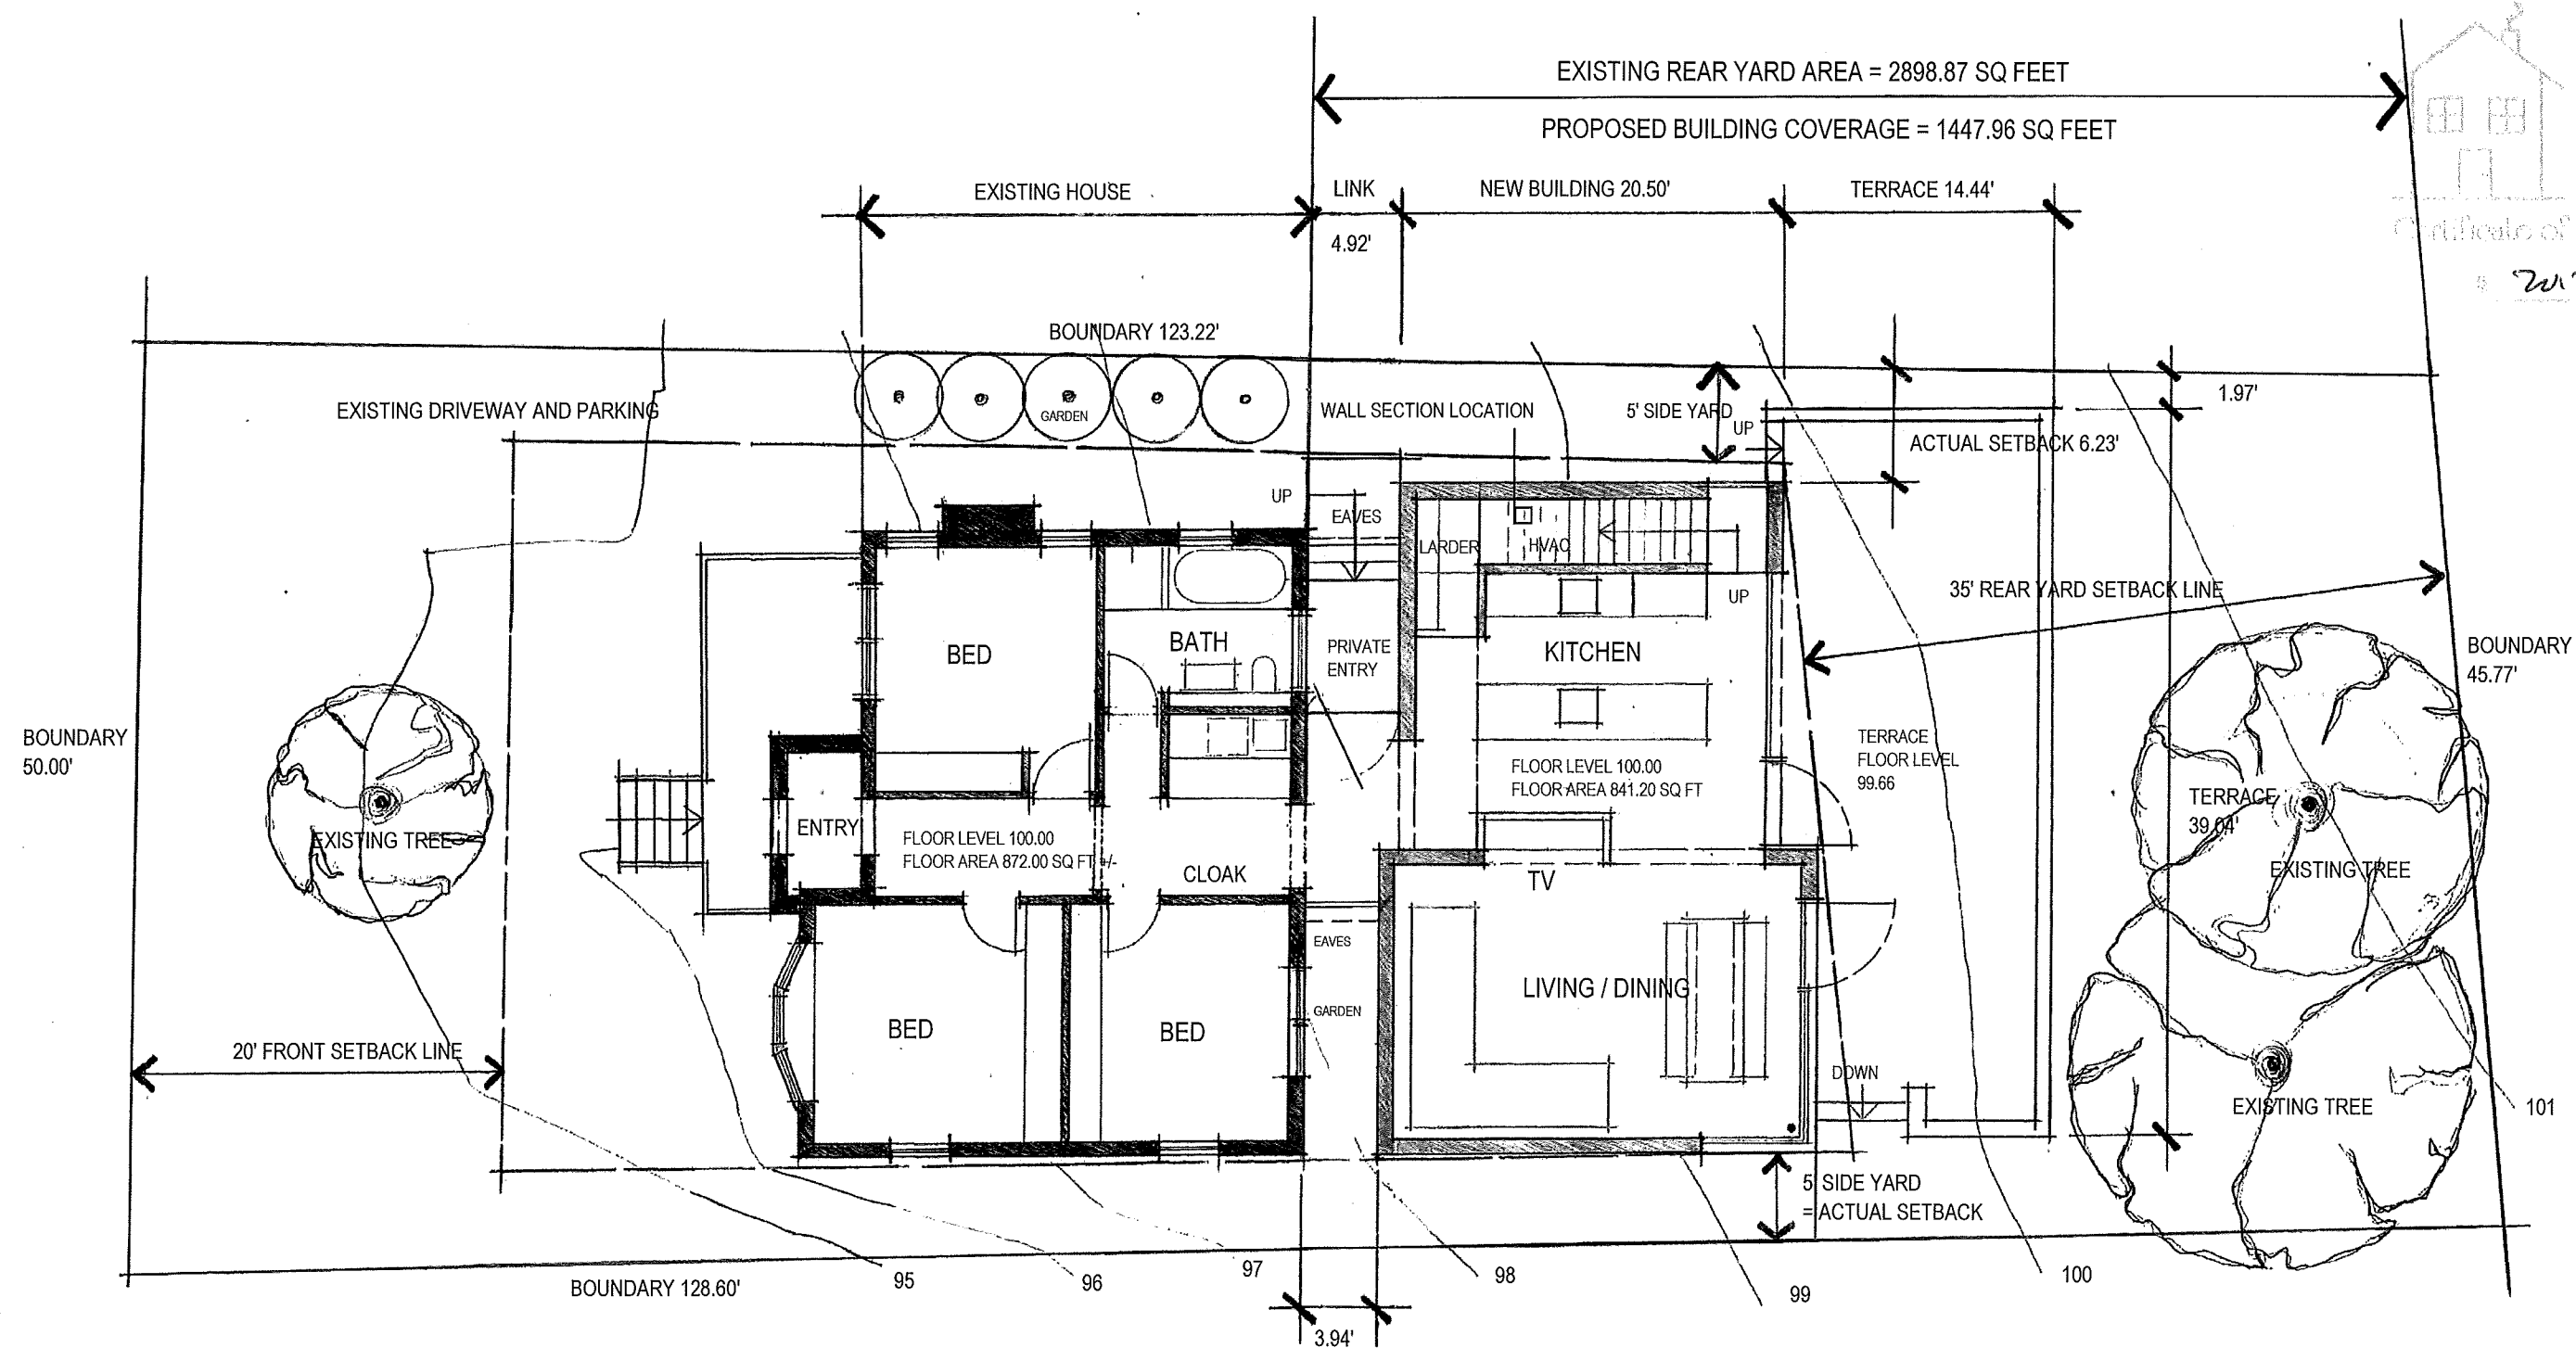 EXISTING REAR YARD AREA = 2898.87 SQ FEET
PROPOSED BUILDING COVERAGE = 1447.96 SQ FEET
EXISTING HOUSE
LINK
NEW BUILDING 20.50'
TERRACE 14.44'
4.92'
BOUNDARY 123.22'
1.97'
EXISTING DRIVEWAY AND PARKING
GARDEN
WALL SECTION LOCATION
5' SIDE YARD
UP
ACTUAL SETBACK 6.23'
UP
EAVES
LARDER
HVAC
35' REAR YARD SETBACK LINE
UP
BED
BATH
PRIVATE
ENTRY
KITCHEN
BOUNDARY
45.77'
BOUNDARY
50.00'
TERRACE
FLOOR LEVEL
99.66
FLOOR LEVEL 100.00
FLOOR AREA 841.20 SQ FT
TERRACE
39.04'
EXISTING TREE
ENTRY
FLOOR LEVEL 100.00
FLOOR AREA 872.00 SQ FT +/-
CLOAK
TV
EXISTING TREE
EAVES
LIVING / DINING
GARDEN
BED
BED
20' FRONT SETBACK LINE
DOWN
EXISTING TREE
101
5' SIDE YARD
= ACTUAL SETBACK
BOUNDARY 128.60'
95
96
97
98
99
100
3.94'